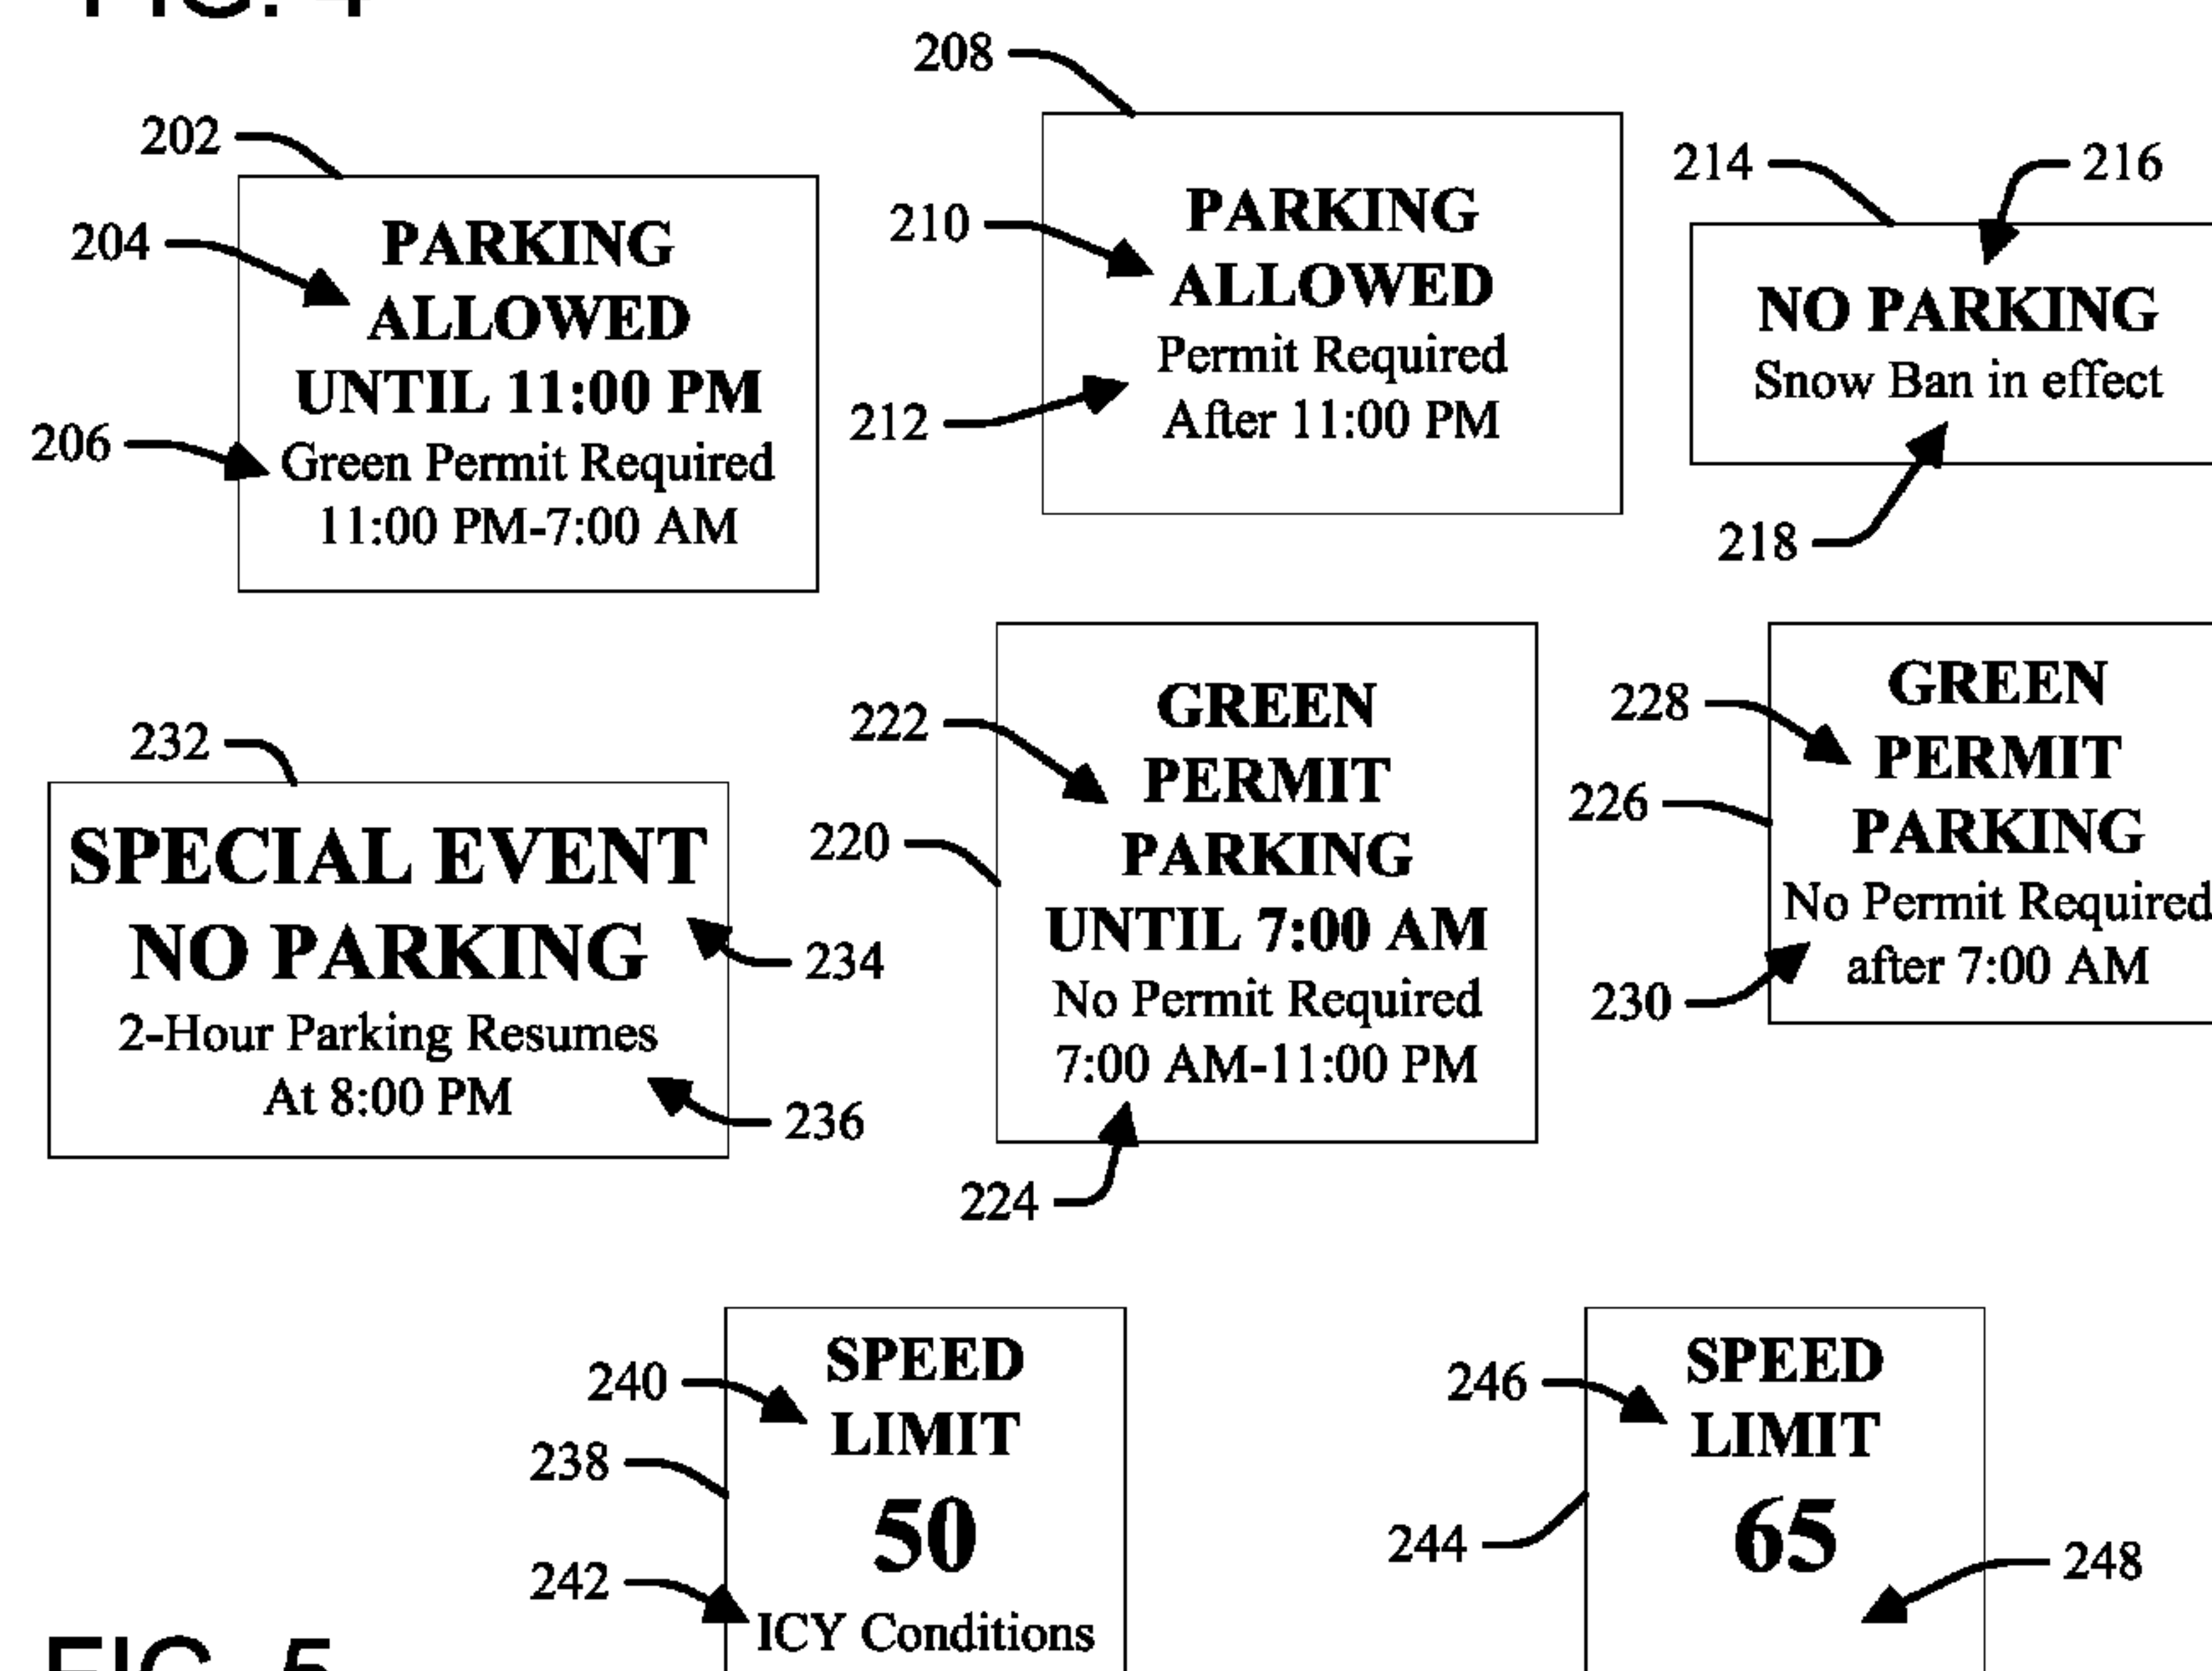 FIG. 4
208
202
214
216
204
210
PARKING
ALLOWED
UNTIL 11:00 PM
206
Green Permit Required
11:00 PM-7:00 AM
PARKING
ALLOWED
Permit Required
212
After 11:00 PM
NO PARKING
Snow Ban in effect
218
232
SPECIAL EVENT
NO PARKING
234
2-Hour Parking Resumes
At 8:00 PM
236
222
220
GREEN
PERMIT
PARKING
UNTIL 7:00 AM
No Permit Required
7:00 AM-11:00 PM
224
228
226
GREEN
PERMIT
PARKING
No Permit Required
after 7:00 AM
230
240
238
SPEED
LIMIT
50
242
ICY Conditions
246
244
SPEED
LIMIT
65
248
FIG. 5